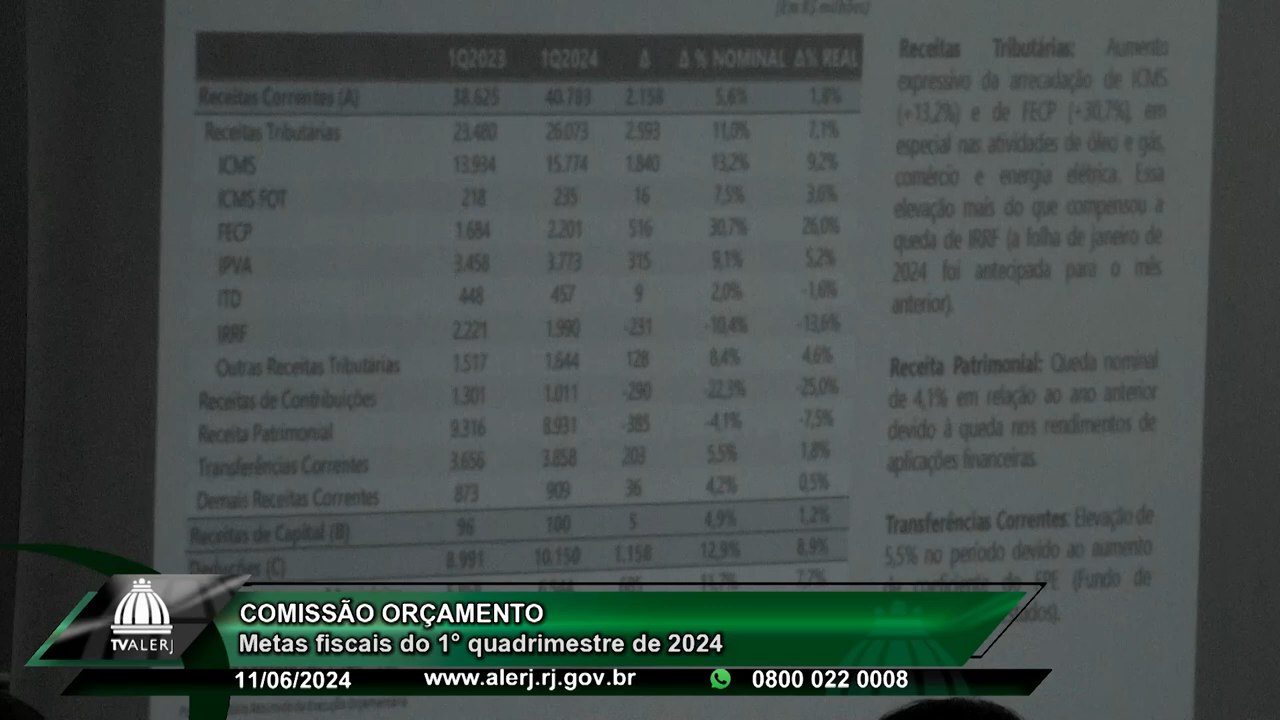 (Em R$ milhões)
1Q2023 1Q2024 Δ Δ % NOMINAL Δ% REAL
Receitas Correntes (A) 38.625 40.783 2.158 5,6% 1,8%
Receitas Tributárias 23.480 26.073 2.593 11,0% 7,1%
ICMS 13.934 15.774 1.840 13,2% 9,2%
ICMS FOT 218 235 16 7,5% 3,6%
FECP 1.684 2.201 516 30,7% 26,0%
IPVA 3.458 3.773 315 9,1% 5,2%
ITD 448 457 9 2,0% -1,6%
IRRF 2.221 1.990 -231 -10,4% -13,6%
Outras Receitas Tributárias 1.517 1.644 128 8,4% 4,6%
Receitas de Contribuições 1.301 1.011 -290 -22,3% -25,0%
Receita Patrimonial 9.316 8.931 -385 -4,1% -7,5%
Transferências Correntes 3.656 3.858 203 5,5% 1,8%
Demais Receitas Correntes 873 909 36 4,2% 0,5%
Receitas de Capital (B) 96 100 5 4,9% 1,2%
Deduções (C) 8.991 10.150 1.158 12,9% 8,9%
Receitas Tributárias: Aumento
expressivo da arrecadação de ICMS
(+13,2%) e de FECP (+30,7%), em
especial nas atividades de óleo e gás,
comércio e energia elétrica. Essa
elevação mais do que compensou a
queda de IRRF (a folha de janeiro de
2024 foi antecipada para o mês
anterior).
Receita Patrimonial: Queda nominal
de 4,1% em relação ao ano anterior
devido à queda nos rendimentos de
aplicações financeiras.
Transferências Correntes: Elevação de
5,5% no período devido ao aumento
de coeficiente do FPE (Fundo de
TVALERJ
COMISSÃO ORÇAMENTO
Metas fiscais do 1º quadrimestre de 2024
11/06/2024 www.alerj.rj.gov.br 0800 022 0008